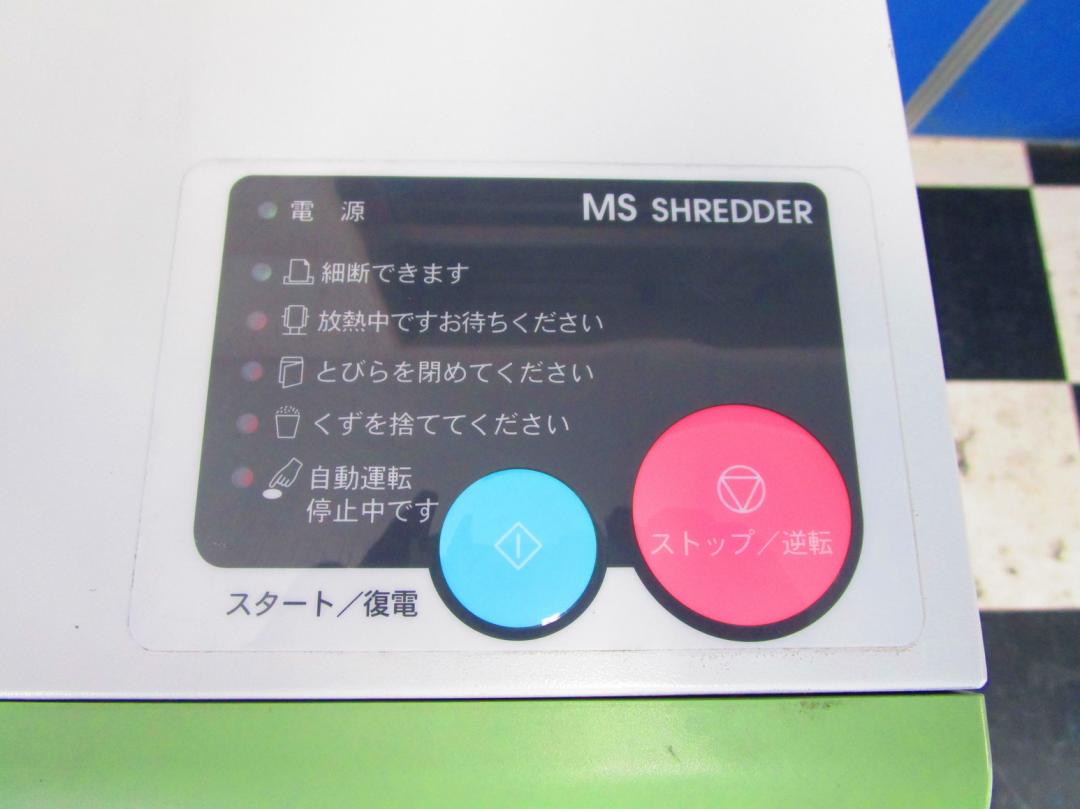 電 源
MS SHREDDER
細断できます
放熱中ですお待ちください
とびらを閉めてください
くずを捨ててください
自動運転
停止中です
ストップ／逆転
スタート／復電